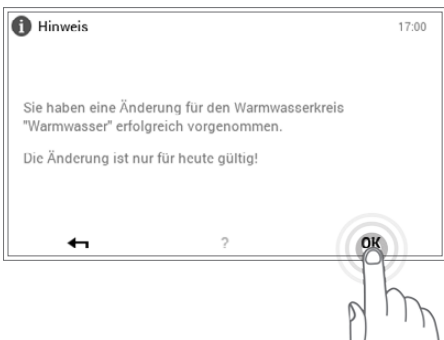 Hinweis 17:00
Sie haben eine Änderung für den Warmwasserkreis
"Warmwasser" erfolgreich vorgenommen.
Die Änderung ist nur für heute gültig!
? OK